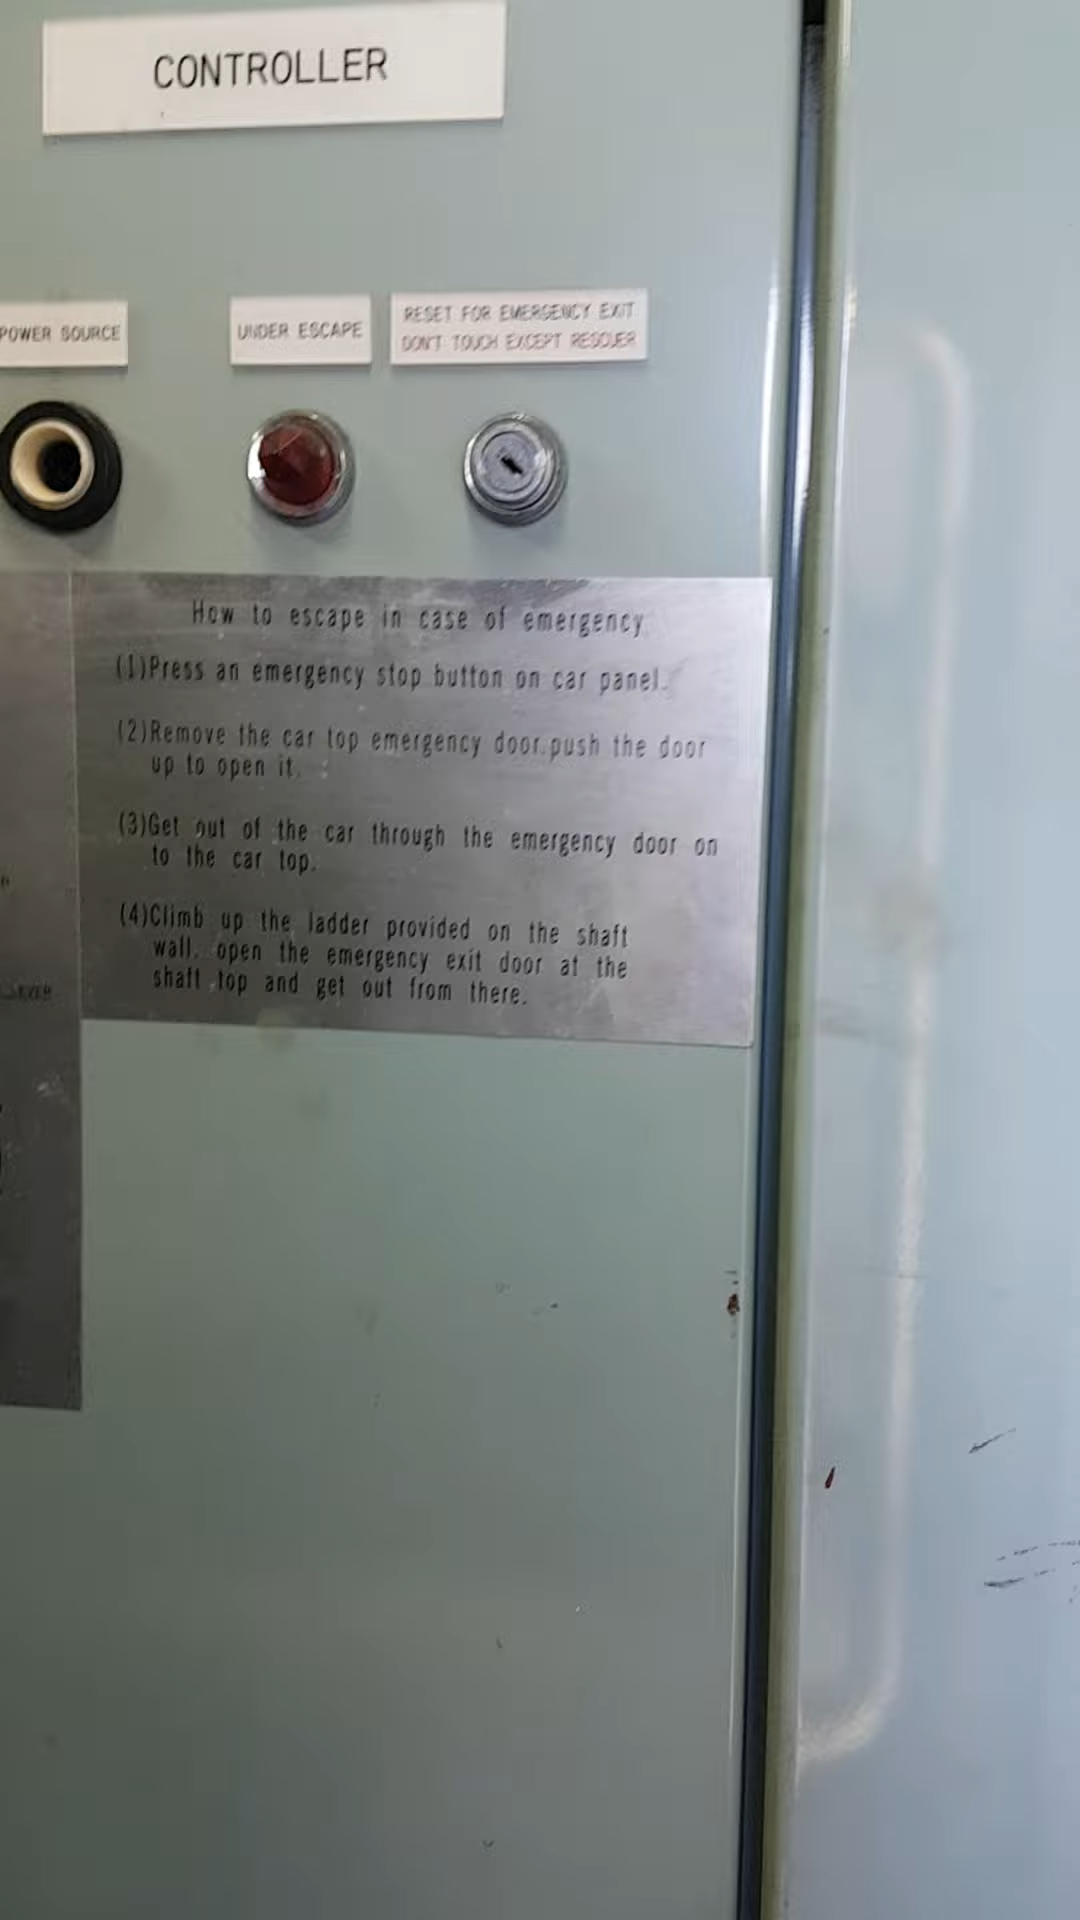 CONTROLLER
POWER SOURCE
UNDER ESCAPE
RESET FOR EMERGENCY EXIT
DON'T TOUCH EXCEPT RESCUER
How to escape in case of emergency
(1)Press an emergency stop button on car panel.
(2)Remove the car top emergency door.push the door
up to open it.
(3)Get out of the car through the emergency door on
to the car top.
(4)Climb up the ladder provided on the shaft
wall. open the emergency exit door at the
shaft top and get out from there.